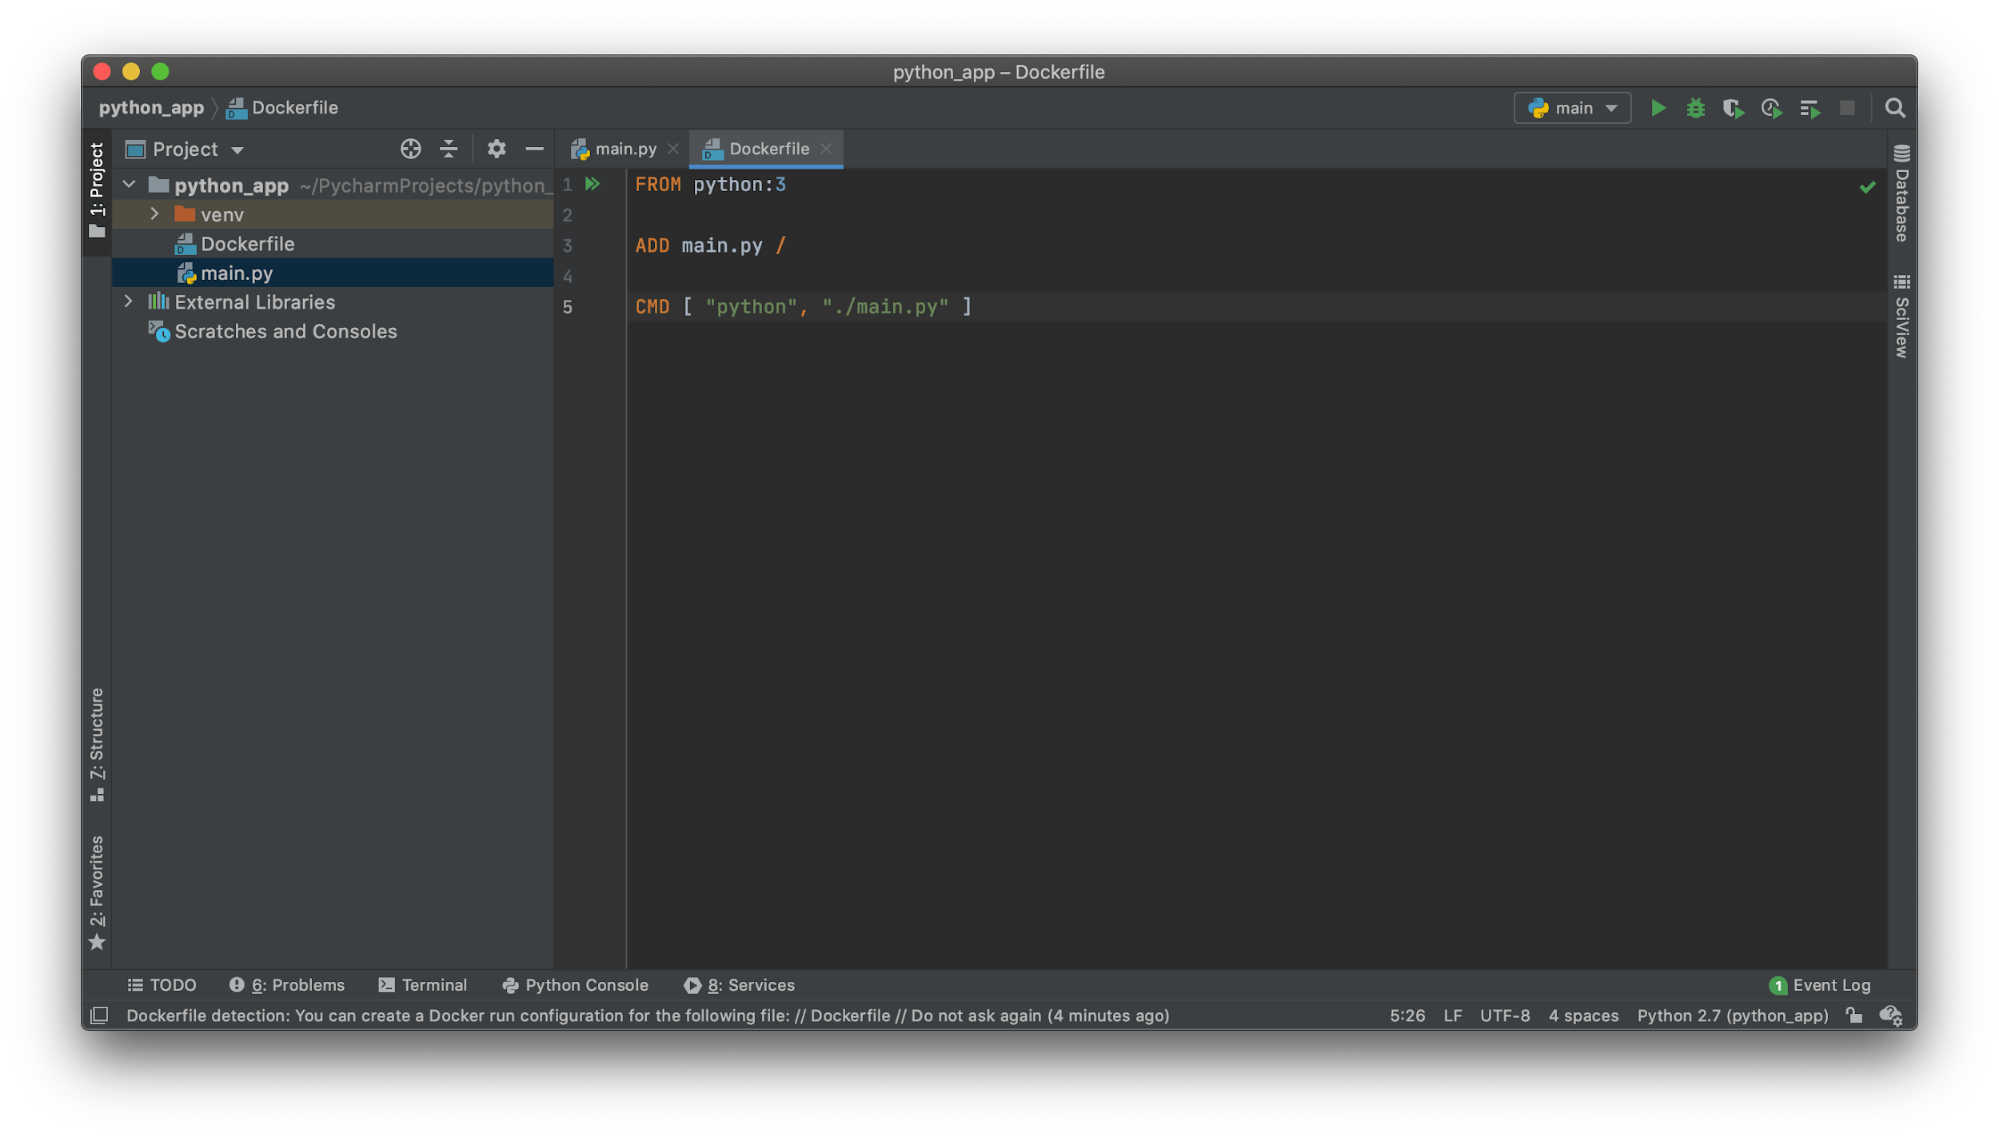 python_app – Dockerfile
python_app Dockerfile
main
1: Project
Project
main.py
Dockerfile
python_app ~/PycharmProjects/python_
venv
Dockerfile
main.py
External Libraries
Scratches and Consoles
1 FROM python:3
2
3 ADD main.py /
4
5 CMD [ "python", "./main.py" ]
Database
SciView
7: Structure
2: Favorites
TODO 6: Problems Terminal Python Console 8: Services 1 Event Log
Dockerfile detection: You can create a Docker run configuration for the following file: // Dockerfile // Do not ask again (4 minutes ago) 5:26 LF UTF-8 4 spaces Python 2.7 (python_app)